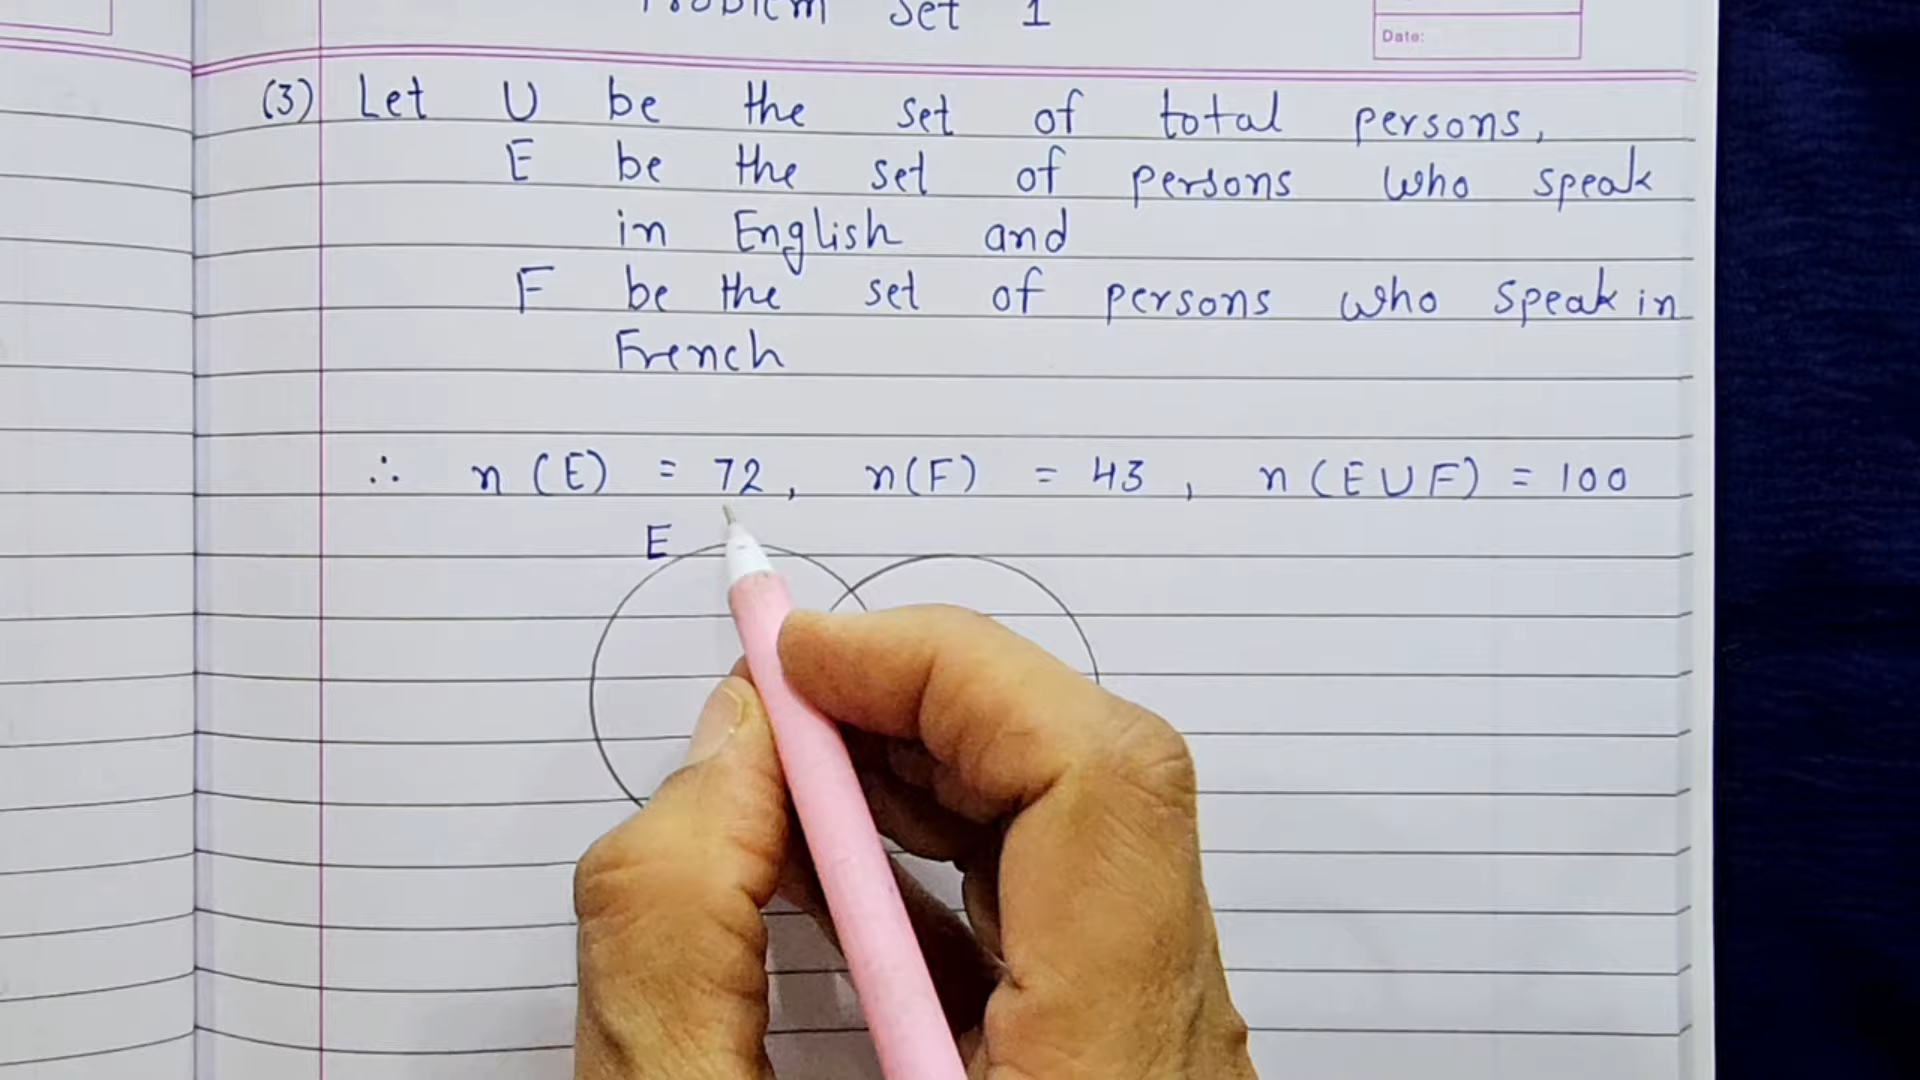 Problem Set 1
Date:
(3) Let U be the set of total persons,
E be the set of persons who speak
in English and
F be the set of persons who speak in
French
∴ n (E) = 72, n(F) = 43, n(E U F) = 100
E